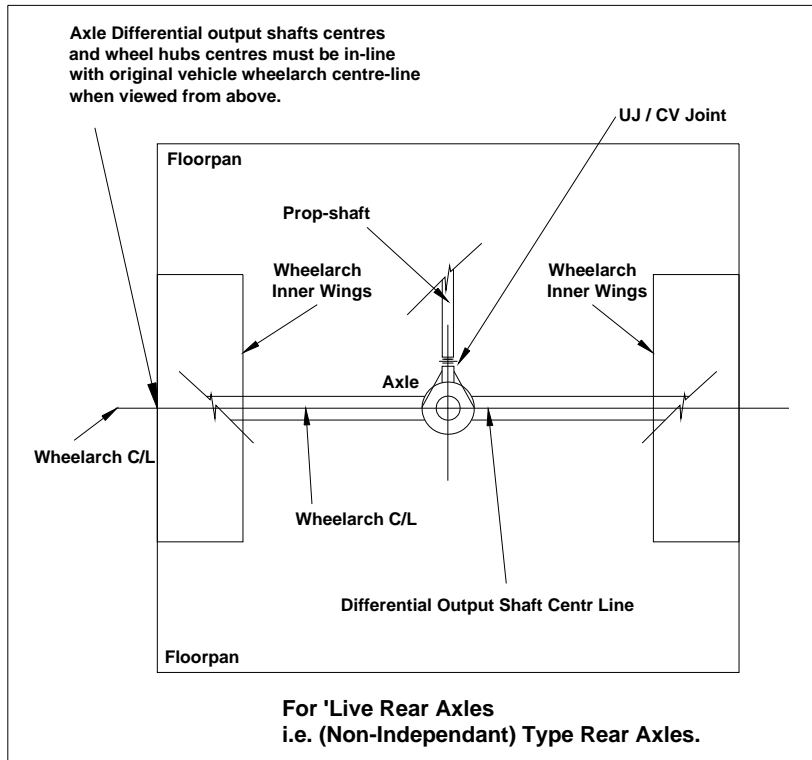 Axle Differential output shafts centres
and wheel hubs centres must be in-line
with original vehicle wheelarch centre-line
when viewed from above.
UJ / CV Joint
Floorpan
Prop-shaft
Wheelarch
Inner Wings
Wheelarch
Inner Wings
Axle
Wheelarch C/L
Wheelarch C/L
Differential Output Shaft Centr Line
Floorpan
For 'Live Rear Axles
i.e. (Non-Independant) Type Rear Axles.